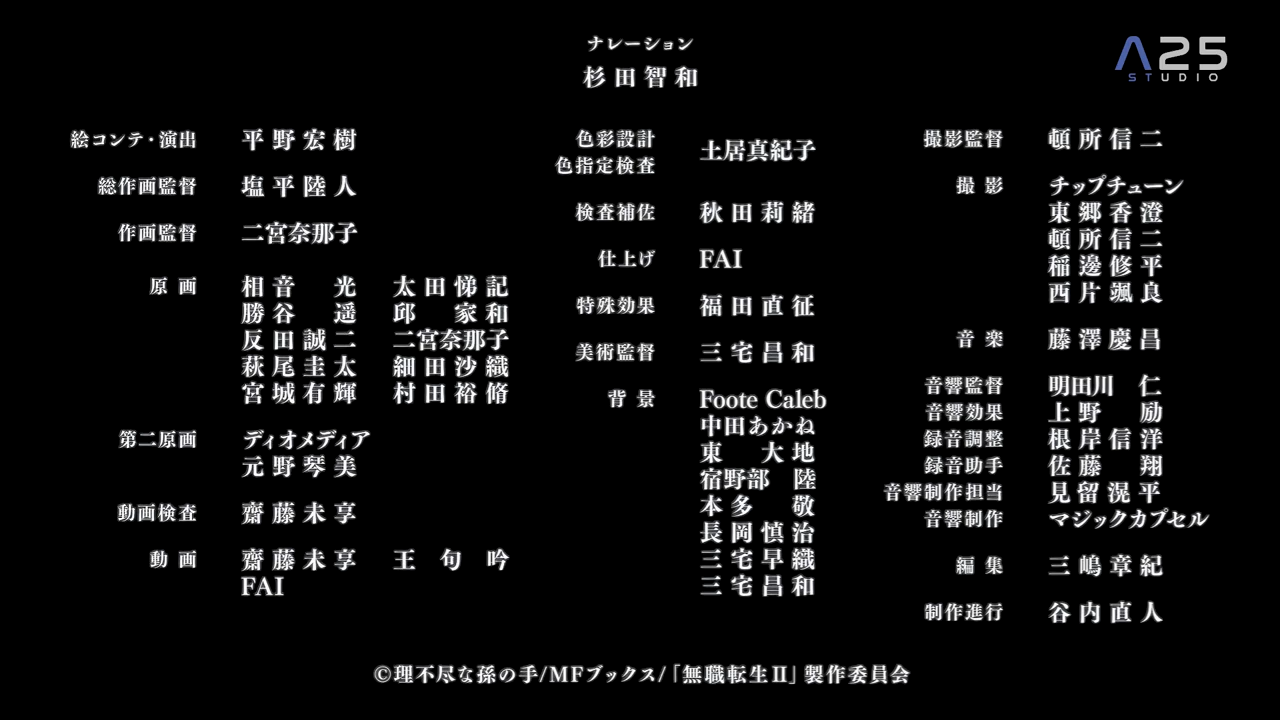 ナレーション
杉田智和
Λ25
STUDIO
絵コンテ・演出 平野宏樹
総作画監督 塩平陸人
作画監督 二宮奈那子
原画 相音 光 太田悌記
勝谷 遥 邱 家和
反田誠二 二宮奈那子
萩尾圭太 細田沙織
宮城有輝 村田裕脩
第二原画 ディオメディア
元野琴美
動画検査 齋藤未享
動画 齋藤未享 王 句 吟
FAI
色彩設計
色指定検査 土居真紀子
検査補佐 秋田莉緒
仕上げ FAI
特殊効果 福田直征
美術監督 三宅昌和
背景 Foote Caleb
中田あかね
東 大地
宿野部 陸
本多 敬
長岡慎治
三宅早織
三宅昌和
撮影監督 頓所信二
撮影 チップチューン
東郷香澄
頓所信二
稲邊修平
西片颯良
音楽 藤澤慶昌
音響監督 明田川 仁
音響効果 上野 励
録音調整 根岸信洋
録音助手 佐藤 翔
音響制作担当 見留滉平
音響制作 マジックカプセル
編集 三嶋章紀
制作進行 谷内直人
©理不尽な孫の手/MFブックス/「無職転生Ⅱ」製作委員会